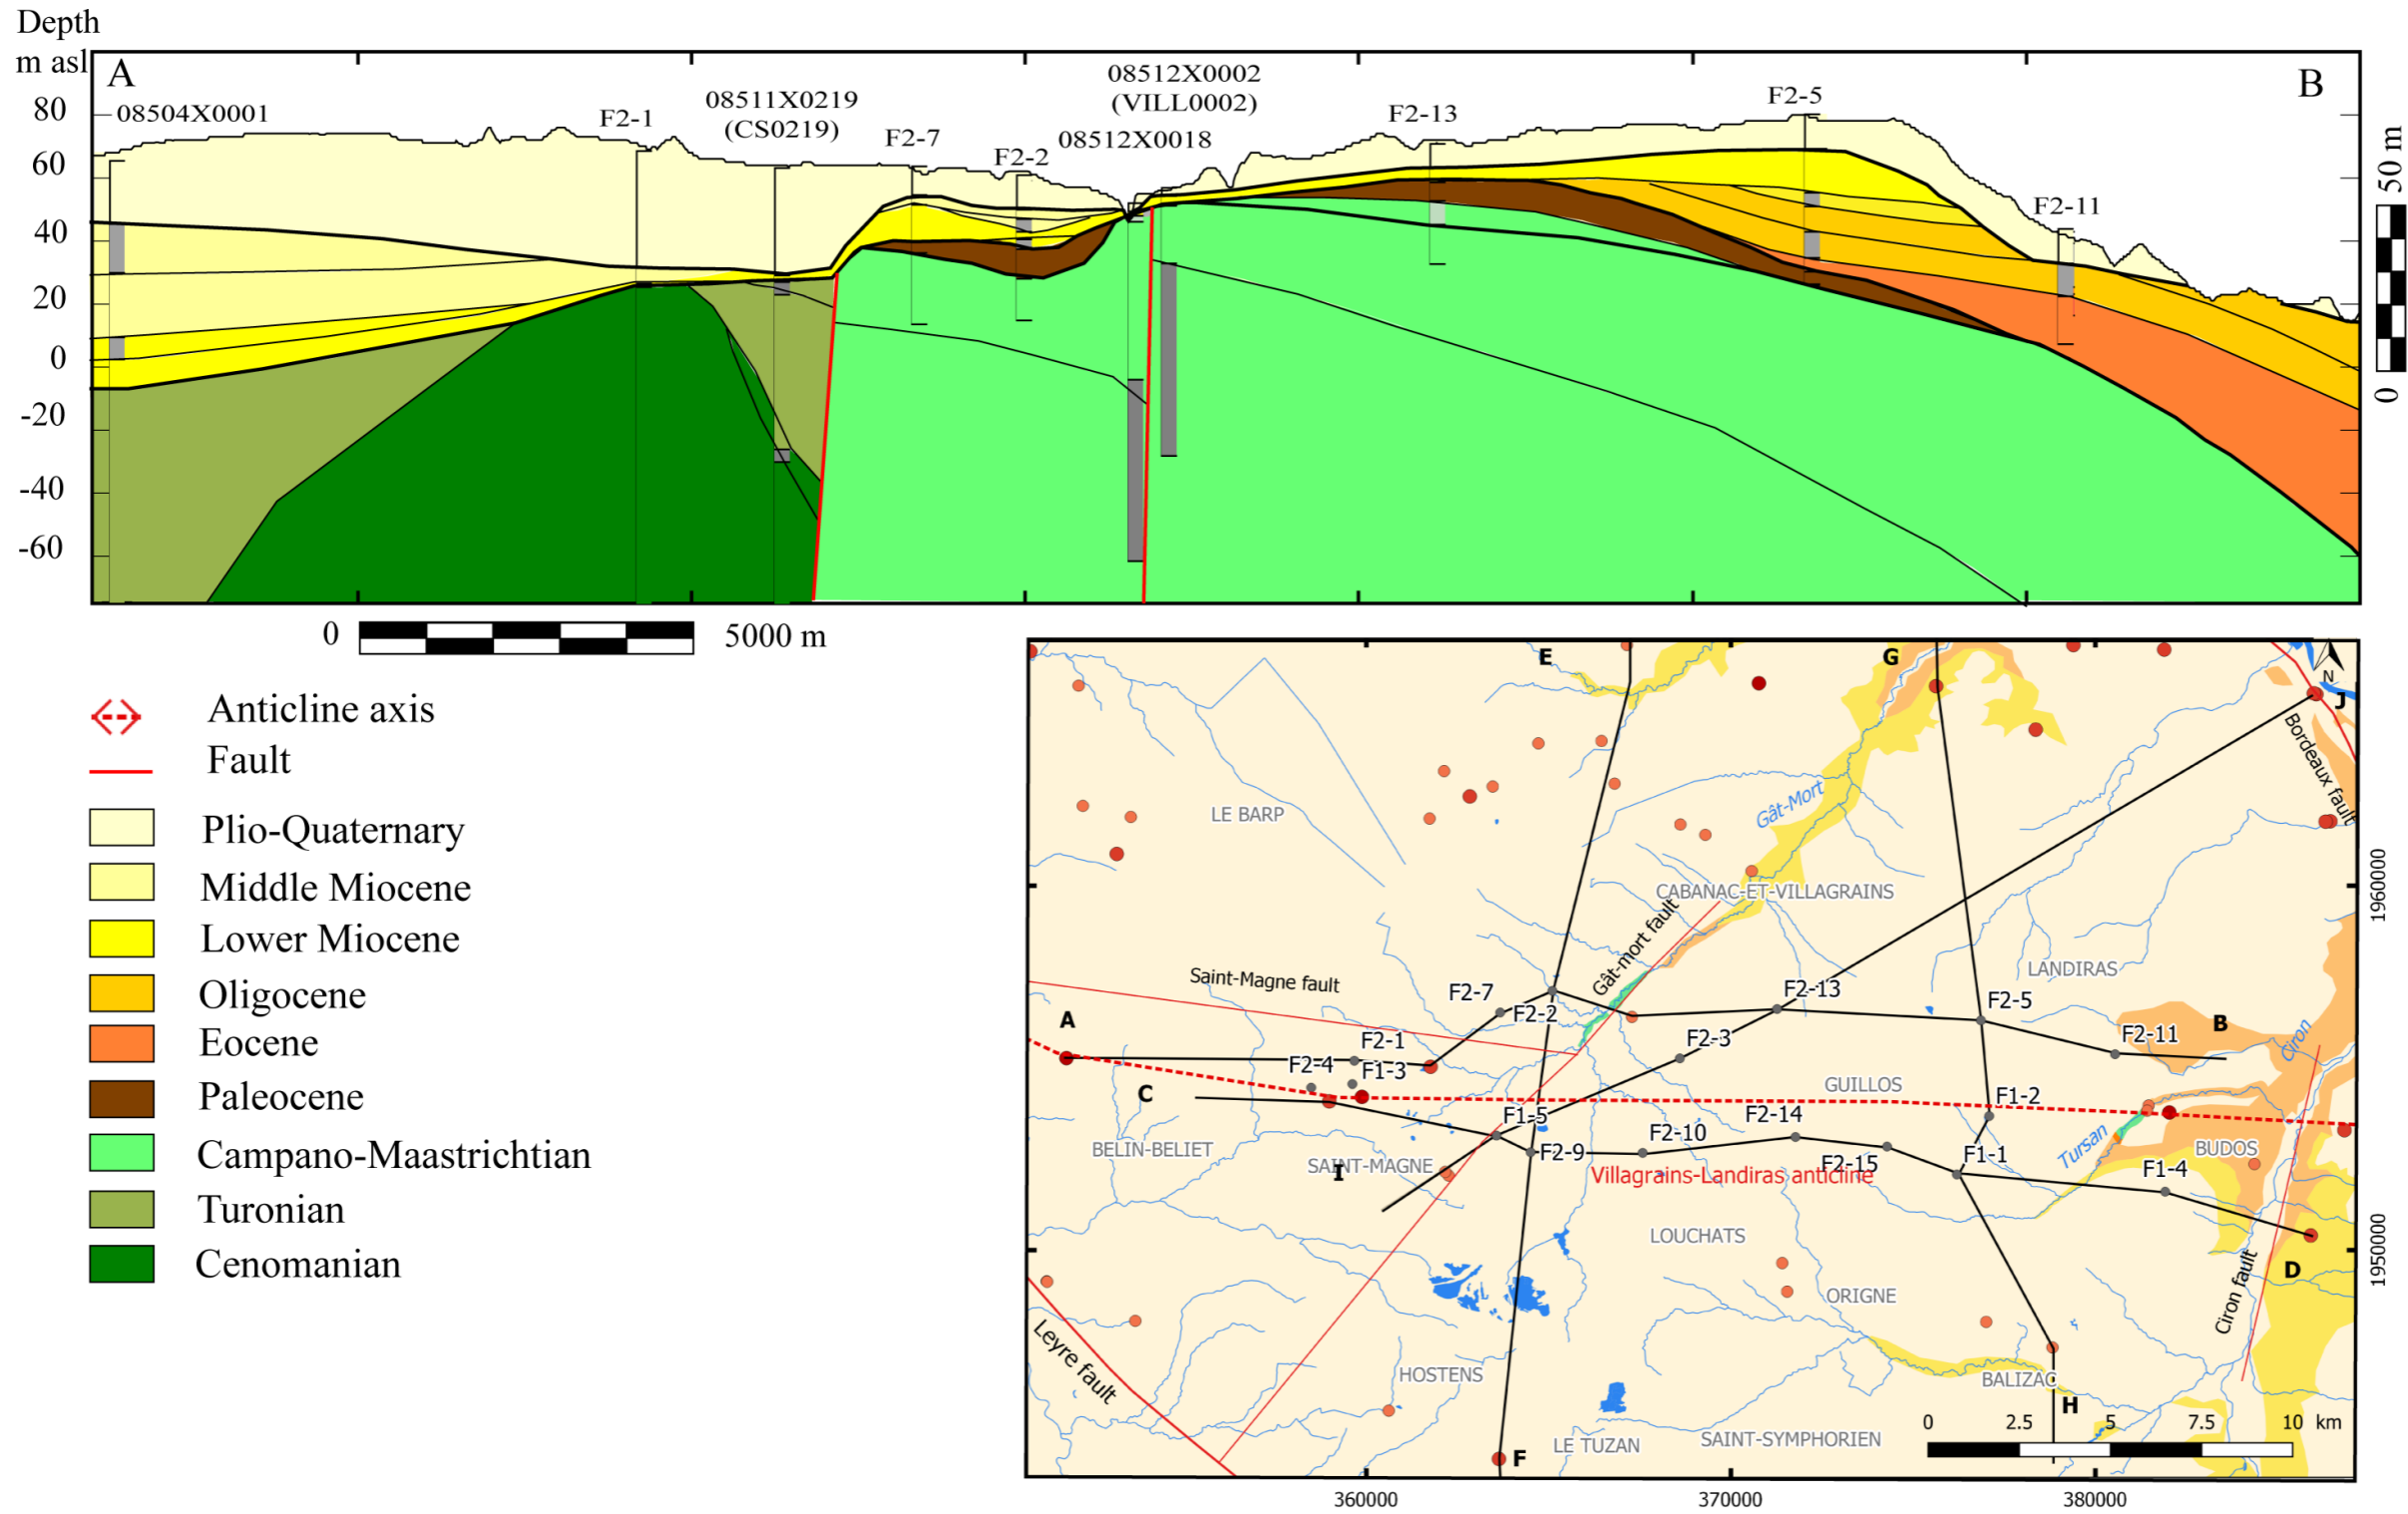 Depth
m asl
A
B
08504X0001
F2-1
08511X0219
(CS0219)
F2-7
F2-2
08512X0002
(VILL0002)
08512X0018
F2-13
F2-5
F2-11
80
60
40
20
0
-20
-40
-60
50 m
0
0
5000 m
Anticline axis
Fault
Plio-Quaternary
Middle Miocene
Lower Miocene
Oligocene
Eocene
Paleocene
Campano-Maastrichtian
Turonian
Cenomanian
E
G
N
J
Bordeaux fault
LE BARP
Gât-Mort
CABANAC-ET-VILLAGRAINS
Gât-mort fault
Saint-Magne fault
LANDIRAS
A
F2-7
F2-2
F2-13
F2-5
F2-1
F2-3
F2-11
B
Ciron
F2-4
F1-3
C
GUILLOS
F1-2
F1-5
F2-14
F2-10
BELIN-BELIET
SAINT-MAGNE
F2-9
F2-15
F1-1
Tursan
BUDOS
I
Villagrains-Landiras anticline
F1-4
LOUCHATS
D
ORIGNE
Ciron fault
Leyre fault
HOSTENS
BALIZAC
H
F
LE TUZAN
SAINT-SYMPHORIEN
0
2.5
5
7.5
10 km
1960000
1950000
360000
370000
380000